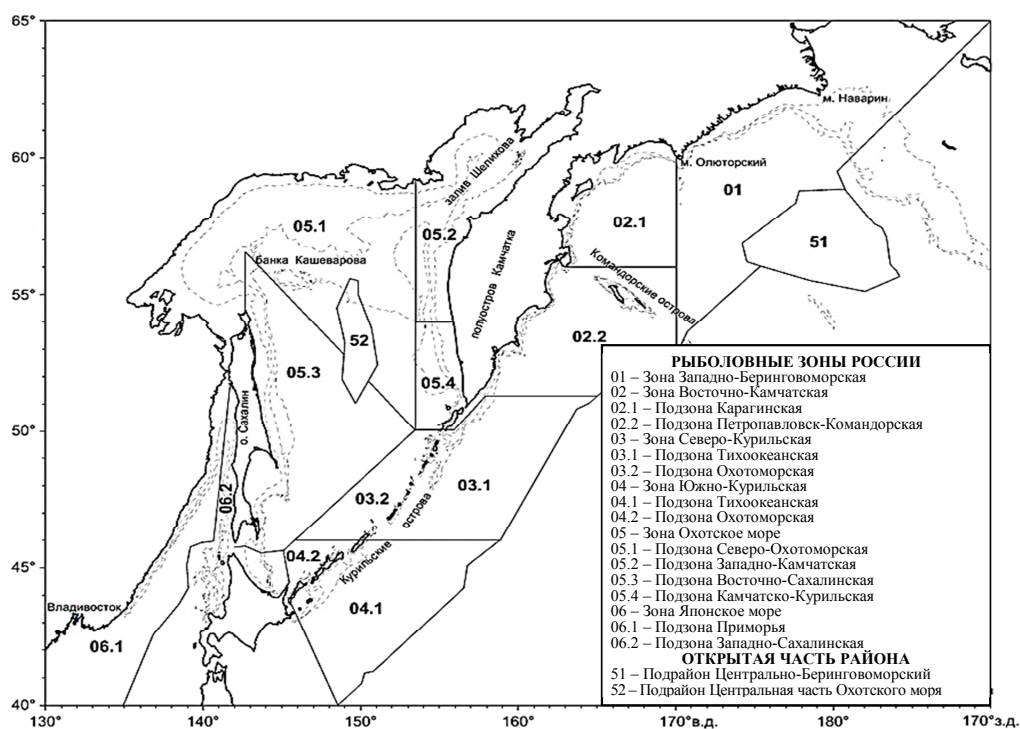 65°
60°
55°
50°
45°
40°
130°
140°
150°
160°
170°в.д.
180°
170°з.д.
м. Наварин
м. Олюторский
залив Шелихова
01
02.1
05.1
05.2
51
банка Кашеварова
полуостров Камчатка
Командорские острова
52
02.2
05.3
05.4
о. Сахалин
06.2
03.2
03.1
Курильские острова
04.2
04.1
Владивосток
06.1
РЫБОЛОВНЫЕ ЗОНЫ РОССИИ
01 – Зона Западно-Беринговоморская
02 – Зона Восточно-Камчатская
02.1 – Подзона Карагинская
02.2 – Подзона Петропавловск-Командорская
03 – Зона Северо-Курильская
03.1 – Подзона Тихоокеанская
03.2 – Подзона Охотоморская
04 – Зона Южно-Курильская
04.1 – Подзона Тихоокеанская
04.2 – Подзона Охотоморская
05 – Зона Охотское море
05.1 – Подзона Северо-Охотоморская
05.2 – Подзона Западно-Камчатская
05.3 – Подзона Восточно-Сахалинская
05.4 – Подзона Камчатско-Курильская
06 – Зона Японское море
06.1 – Подзона Приморья
06.2 – Подзона Западно-Сахалинская
ОТКРЫТАЯ ЧАСТЬ РАЙОНА
51 – Подрайон Центрально-Беринговоморский
52 – Подрайон Центральная часть Охотского моря